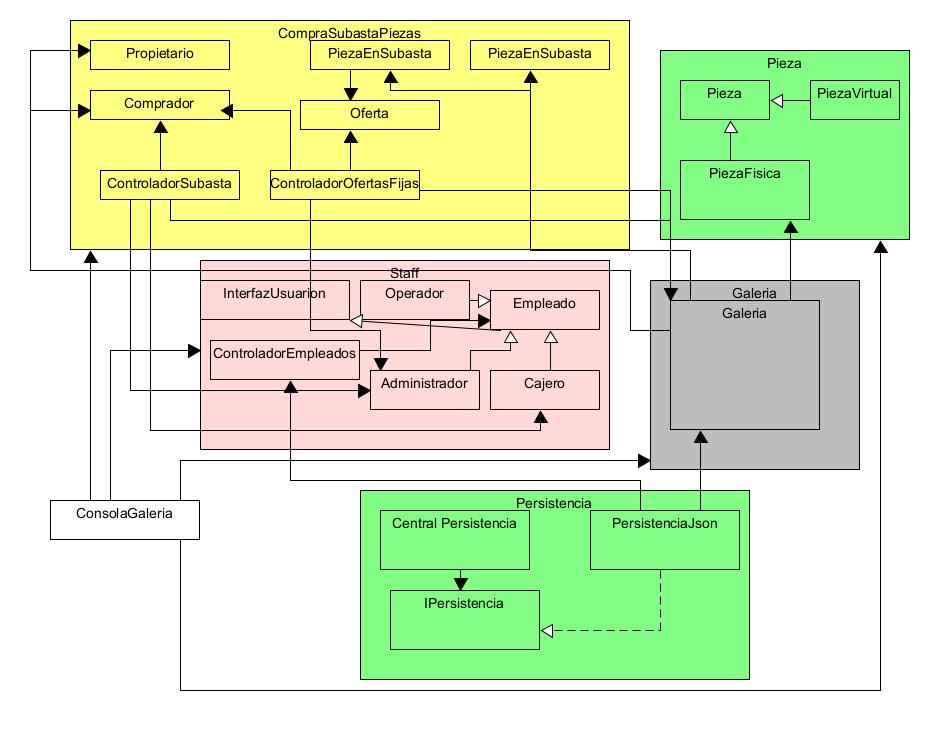 CompraSubastaPiezas
Propietario
PiezaEnSubasta
PiezaEnSubasta
Comprador
Oferta
ControladorSubasta
ControladorOfertasFijas
Pieza
Pieza
PiezaVirtual
PiezaFisica
Staff
InterfazUsuarion
Operador
Empleado
ControladorEmpleados
Administrador
Cajero
Galeria
Galeria
ConsolaGaleria
Persistencia
Central Persistencia
PersistenciaJson
IPersistencia